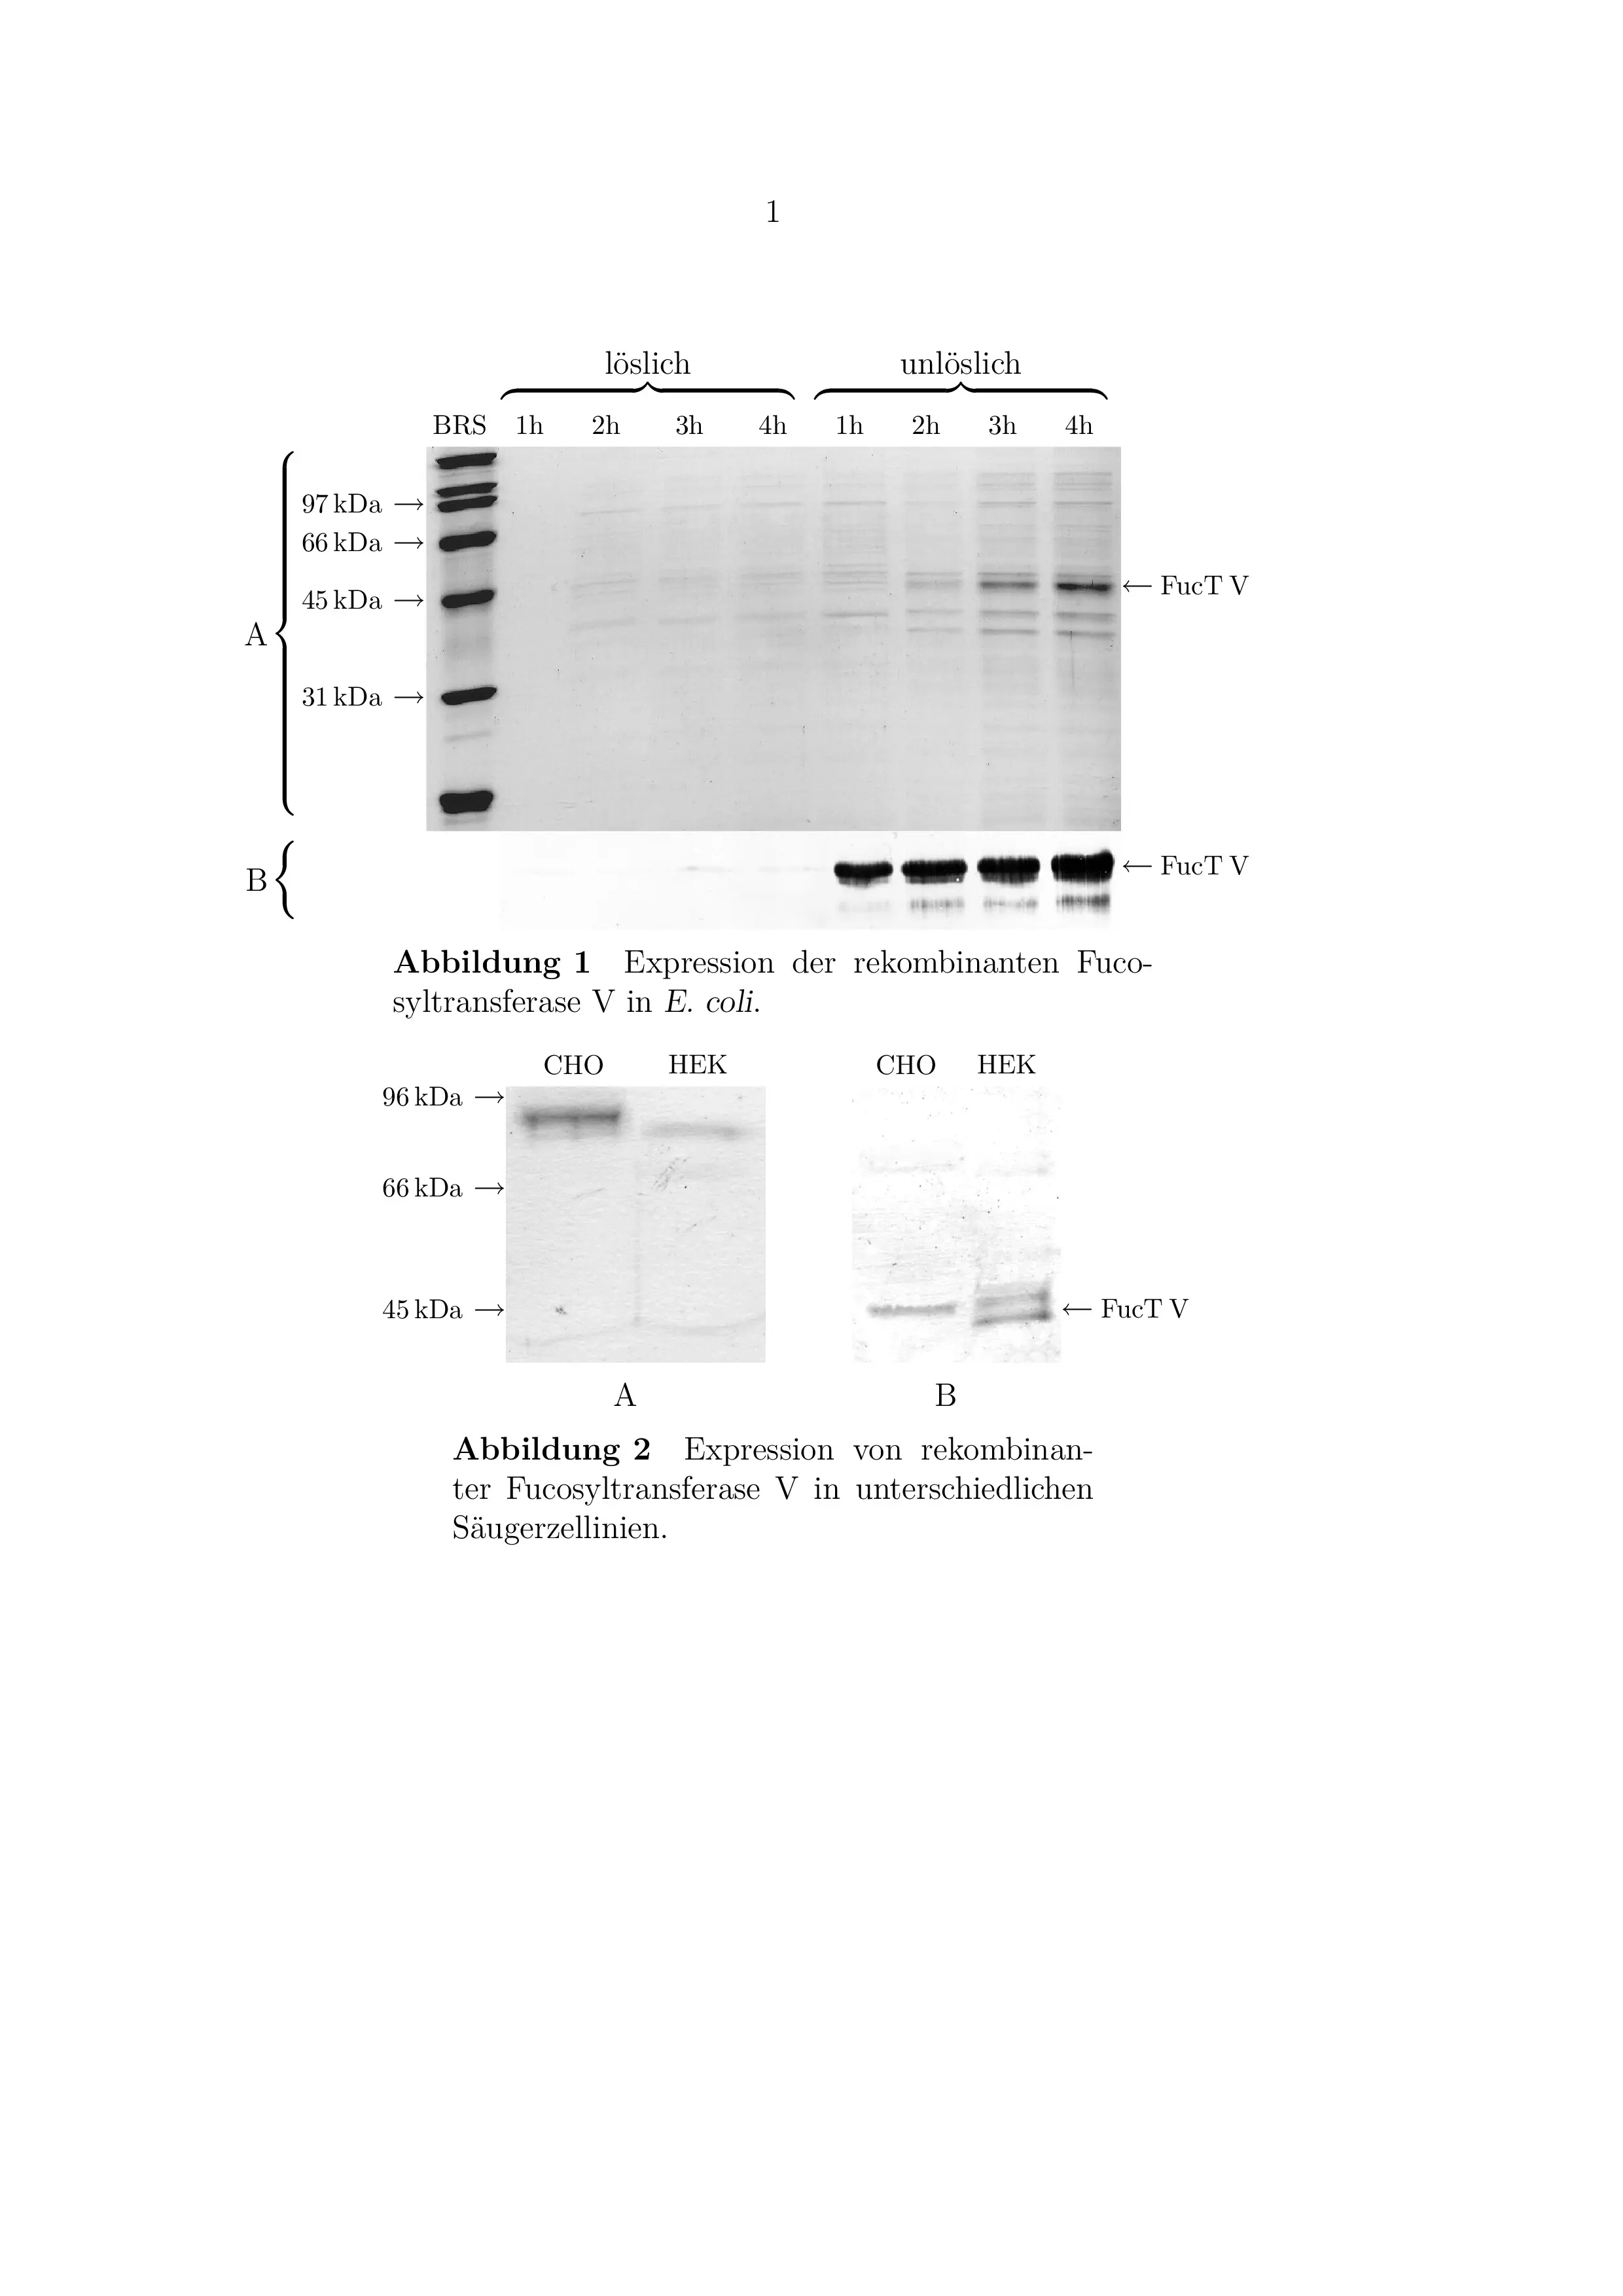 1
löslich unlöslich
BRS 1h 2h 3h 4h 1h 2h 3h 4h
97 kDa →
66 kDa →
← FucT V
45 kDa →
A
31 kDa →
← FucT V
B
Abbildung 1 Expression der rekombinanten Fuco-
syltransferase V in E. coli.
CHO HEK CHO HEK
96 kDa →
66 kDa →
45 kDa → ← FucT V
A B
Abbildung 2 Expression von rekombinan-
ter Fucosyltransferase V in unterschiedlichen
Säugerzellinien.